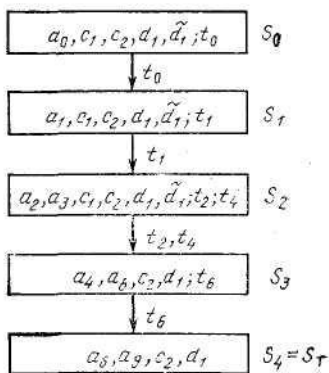 a₀, c₁, c₂, d₁, d̃₁; t₀ S₀
t₀
a₁, c₁, c₂, d₁, d̃₁; t₁ S₁
t₁
a₂, a₃, c₁, c₂, d₁, d̃₁; t₂; t₄ S₂
t₂, t₄
a₄, a₆, c₂, d₁; t₆ S₃
t₆
a₈, a₉, c₂, d₁ S₄ = S_T